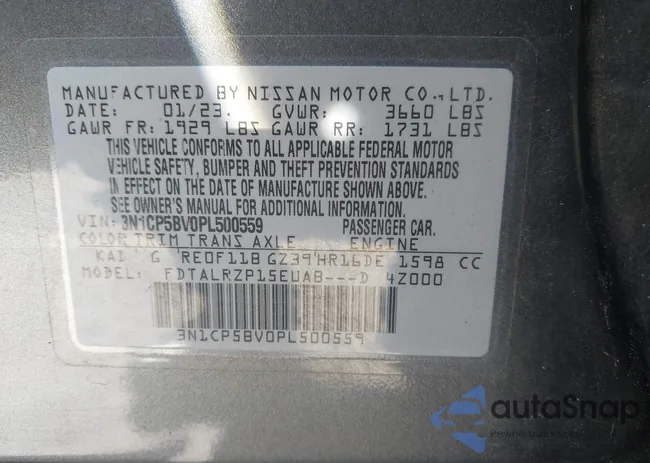 MANUFACTURED BY NISSAN MOTOR CO., LTD.
DATE: 01/23. GVWR: 3660 LBS
GAWR FR: 1929 LBS GAWR RR: 1731 LBS
THIS VEHICLE CONFORMS TO ALL APPLICABLE FEDERAL MOTOR
VEHICLE SAFETY, BUMPER AND THEFT PREVENTION STANDARDS
IN EFFECT ON THE DATE OF MANUFACTURE SHOWN ABOVE.
SEE OWNER'S MANUAL FOR ADDITIONAL INFORMATION.
VIN: 3N1CP5BV0PL500559 PASSENGER CAR.
COLOR TRIM TRANS AXLE ENGINE
KAD G RE0F11B GZ39 HR16DE 1598 CC
FDTALRZP15EUAB---D 4Z000
3N1CP5BV0PL500559
autaSnap